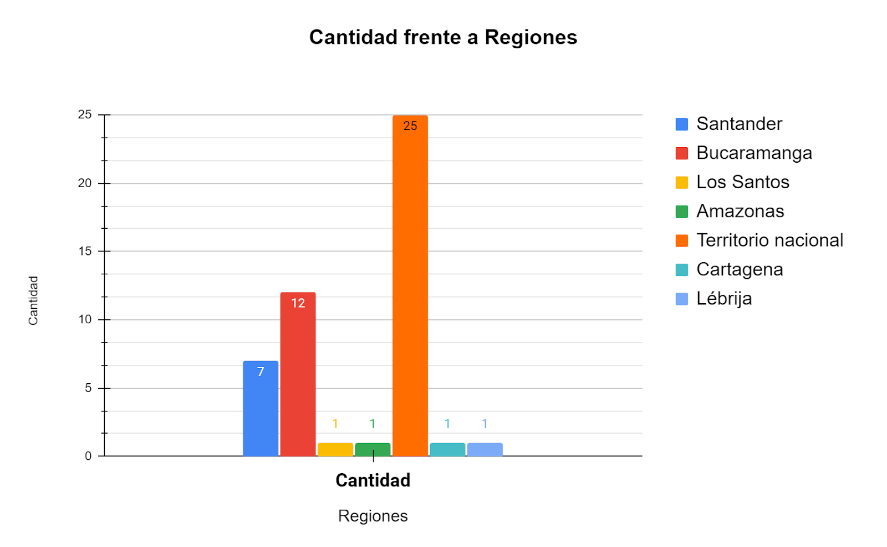 Cantidad frente a Regiones
Cantidad
25
20
15
10
5
0
7
12
1
1
25
1
1
Cantidad
Regiones
Santander
Bucaramanga
Los Santos
Amazonas
Territorio nacional
Cartagena
Lébrija